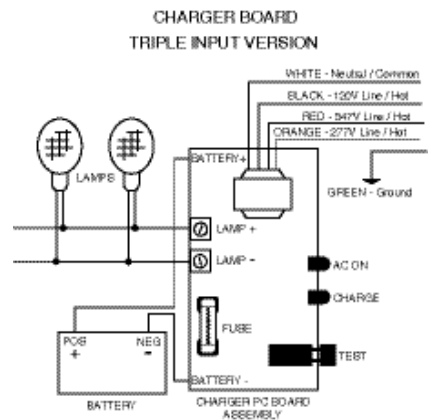 CHARGER BOARD
TRIPLE INPUT VERSION
WHITE - Neutral / Common
BLACK - 120V Line / Hot
RED - 347V Line / Hot
ORANGE - 277V Line / Hot
BATTERY+
LAMPS
GREEN - Ground
LAMP +
LAMP -
AC ON
CHARGE
FUSE
POS
+
NEG
-
TEST
BATTERY -
BATTERY
CHARGER PC BOARD
ASSEMBLY